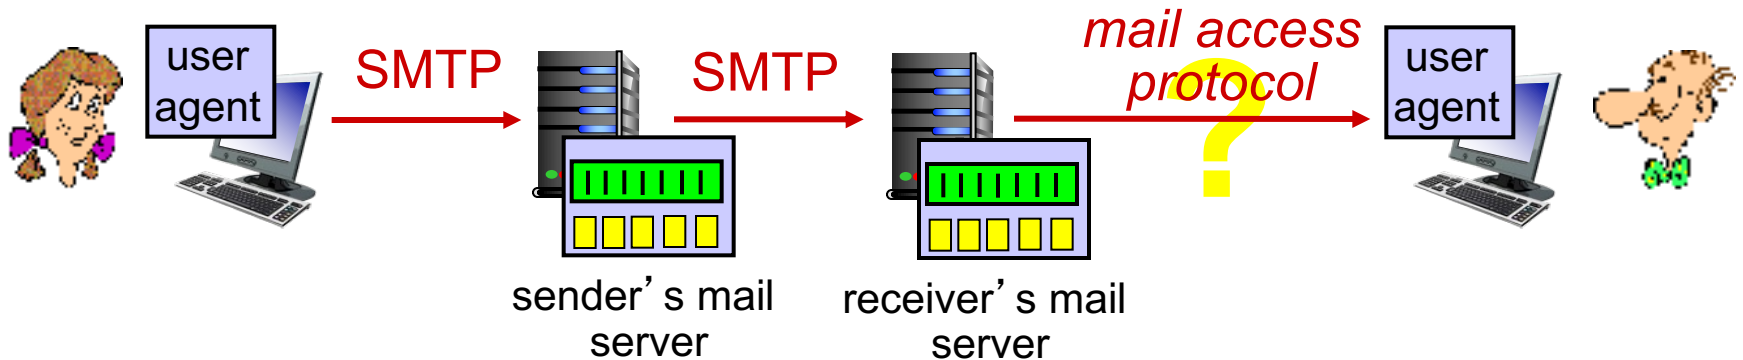 user
agent
SMTP
SMTP
mail access
protocol
?
user
agent
sender’s mail
server
receiver’s mail
server